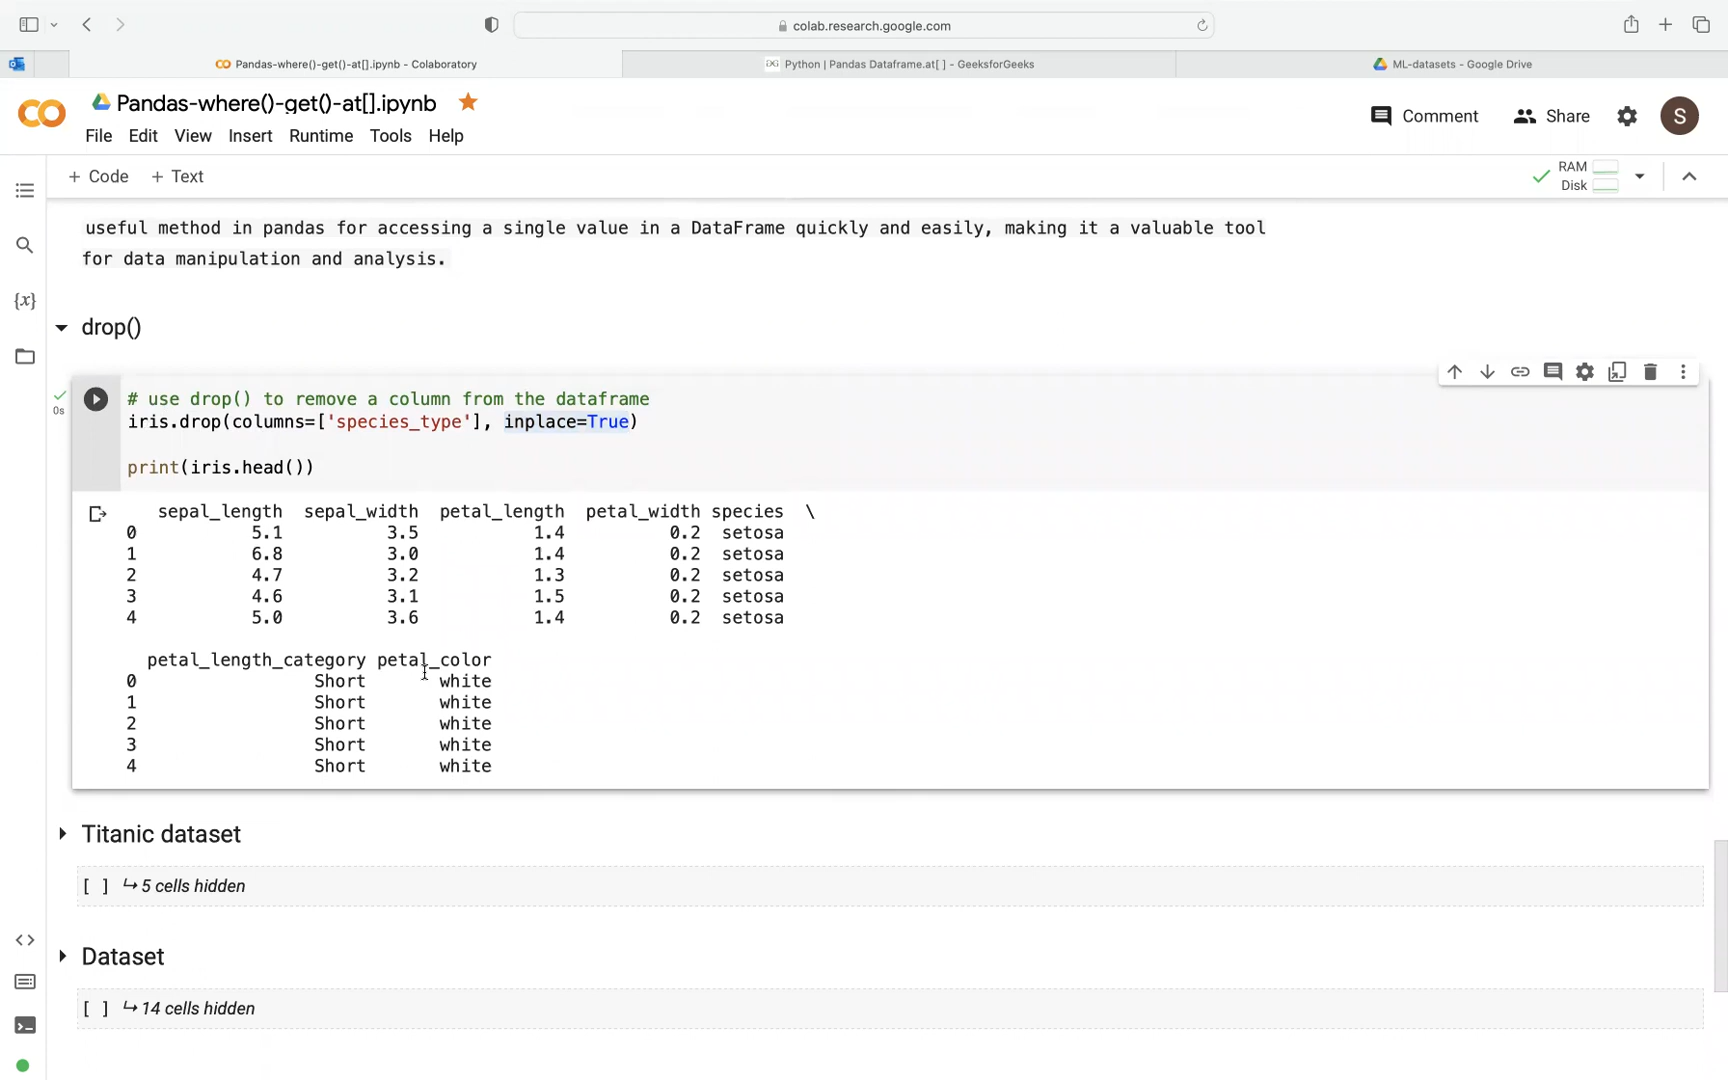 colab.research.google.com
Pandas-where()-get()-at[].ipynb - Colaboratory
Python | Pandas Dataframe.at[ ] - GeeksforGeeks
ML-datasets - Google Drive
Pandas-where()-get()-at[].ipynb
Comment
Share
S
File Edit View Insert Runtime Tools Help
+ Code + Text
RAM
Disk
useful method in pandas for accessing a single value in a DataFrame quickly and easily, making it a valuable tool
for data manipulation and analysis.
{x}
drop()
0s
# use drop() to remove a column from the dataframe
iris.drop(columns=['species_type'], inplace=True)
print(iris.head())
sepal_length sepal_width petal_length petal_width species \
0 5.1 3.5 1.4 0.2 setosa
1 6.8 3.0 1.4 0.2 setosa
2 4.7 3.2 1.3 0.2 setosa
3 4.6 3.1 1.5 0.2 setosa
4 5.0 3.6 1.4 0.2 setosa
petal_length_category petal_color
0 Short white
1 Short white
2 Short white
3 Short white
4 Short white
Titanic dataset
[ ] ↳ 5 cells hidden
Dataset
[ ] ↳ 14 cells hidden